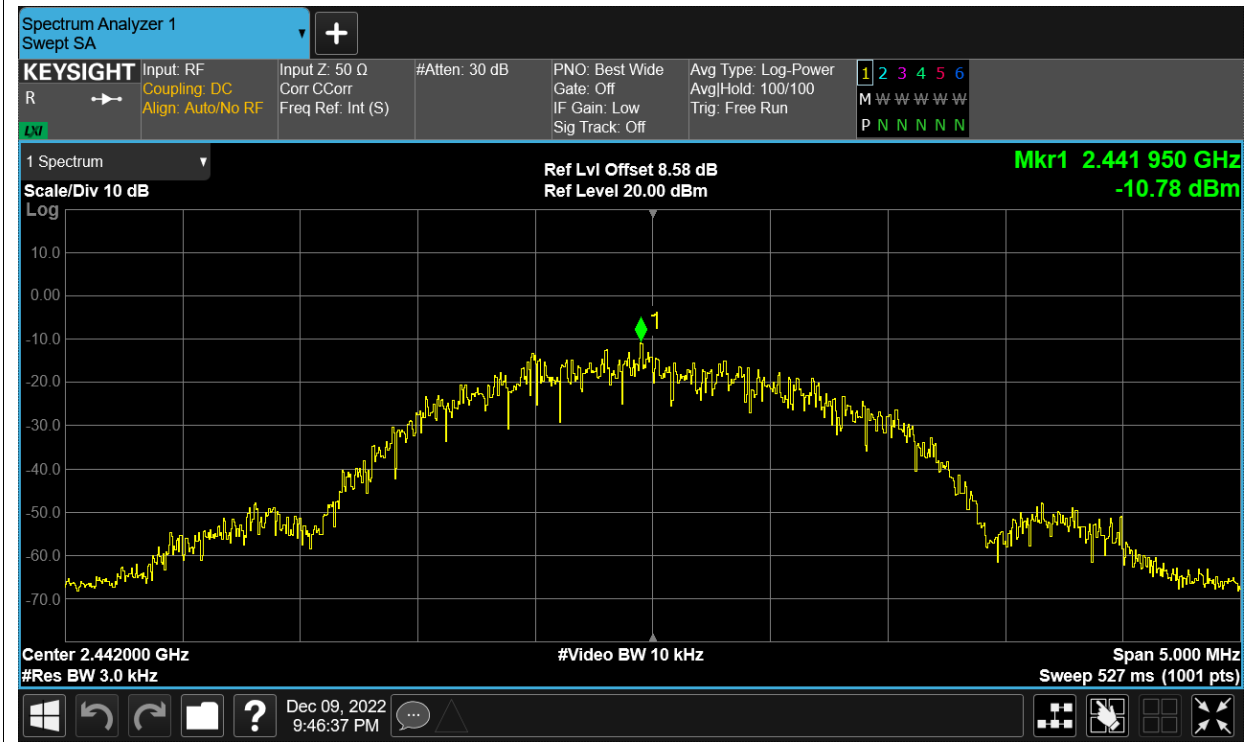 Spectrum Analyzer 1
Swept SA
KEYSIGHT
R
LXI
Input: RF
Coupling: DC
Align: Auto/No RF
Input Z: 50 Ω
Corr CCorr
Freq Ref: Int (S)
#Atten: 30 dB
PNO: Best Wide
Gate: Off
IF Gain: Low
Sig Track: Off
Avg Type: Log-Power
Avg|Hold: 100/100
Trig: Free Run
1 2 3 4 5 6
M W W W W W
P N N N N N
1 Spectrum
Scale/Div 10 dB
Log
Ref Lvl Offset 8.58 dB
Ref Level 20.00 dBm
Mkr1 2.441 950 GHz
-10.78 dBm
10.0
0.00
-10.0
-20.0
-30.0
-40.0
-50.0
-60.0
-70.0
1
Center 2.442000 GHz
#Res BW 3.0 kHz
#Video BW 10 kHz
Span 5.000 MHz
Sweep 527 ms (1001 pts)
?
Dec 09, 2022
9:46:37 PM